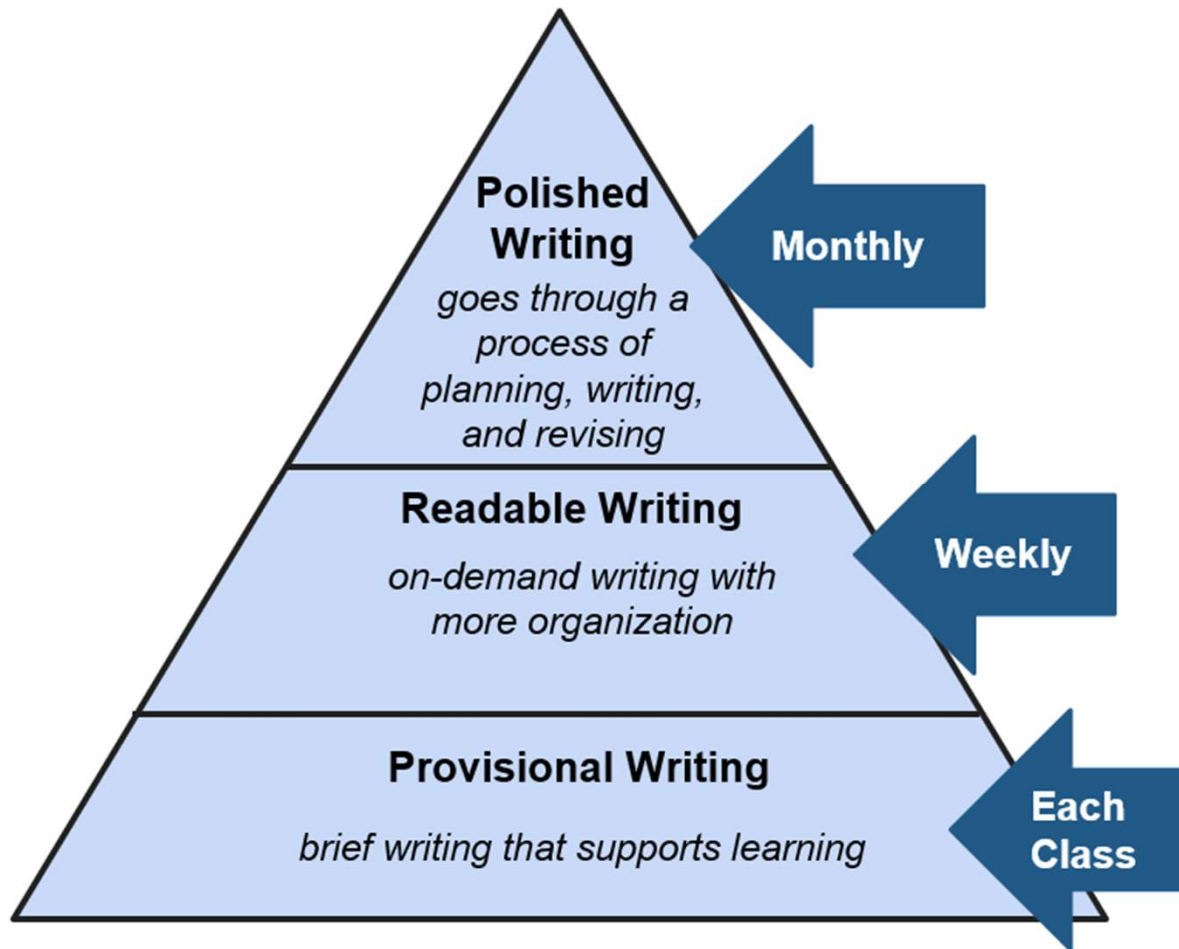 Polished
Writing
goes through a
process of
planning, writing,
and revising
Monthly
Readable Writing
on-demand writing with
more organization
Weekly
Provisional Writing
brief writing that supports learning
Each
Class